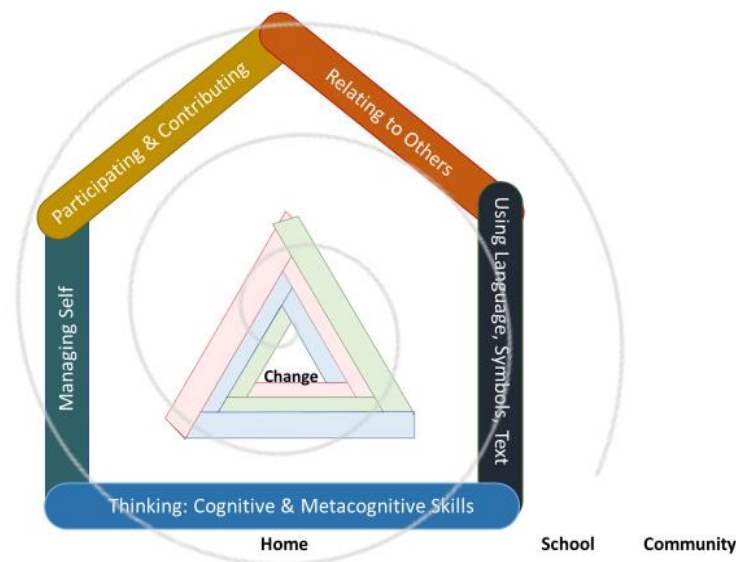 Participating & Contributing
Relating to Others
Managing Self
Using Language, Symbols, Text
Change
Thinking: Cognitive & Metacognitive Skills
Home
School
Community